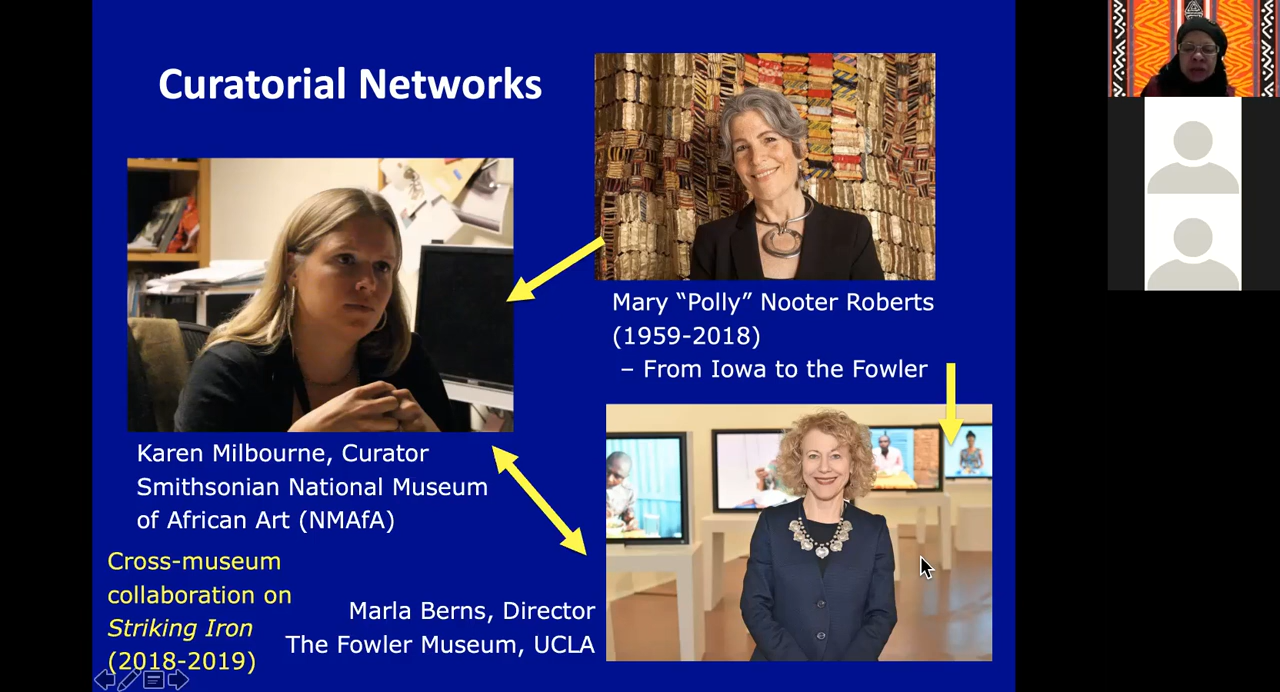 Curatorial Networks
Mary “Polly” Nooter Roberts
(1959-2018)
– From Iowa to the Fowler
Karen Milbourne, Curator
Smithsonian National Museum
of African Art (NMAfA)
Cross-museum
collaboration on
Striking Iron
(2018-2019)
Marla Berns, Director
The Fowler Museum, UCLA